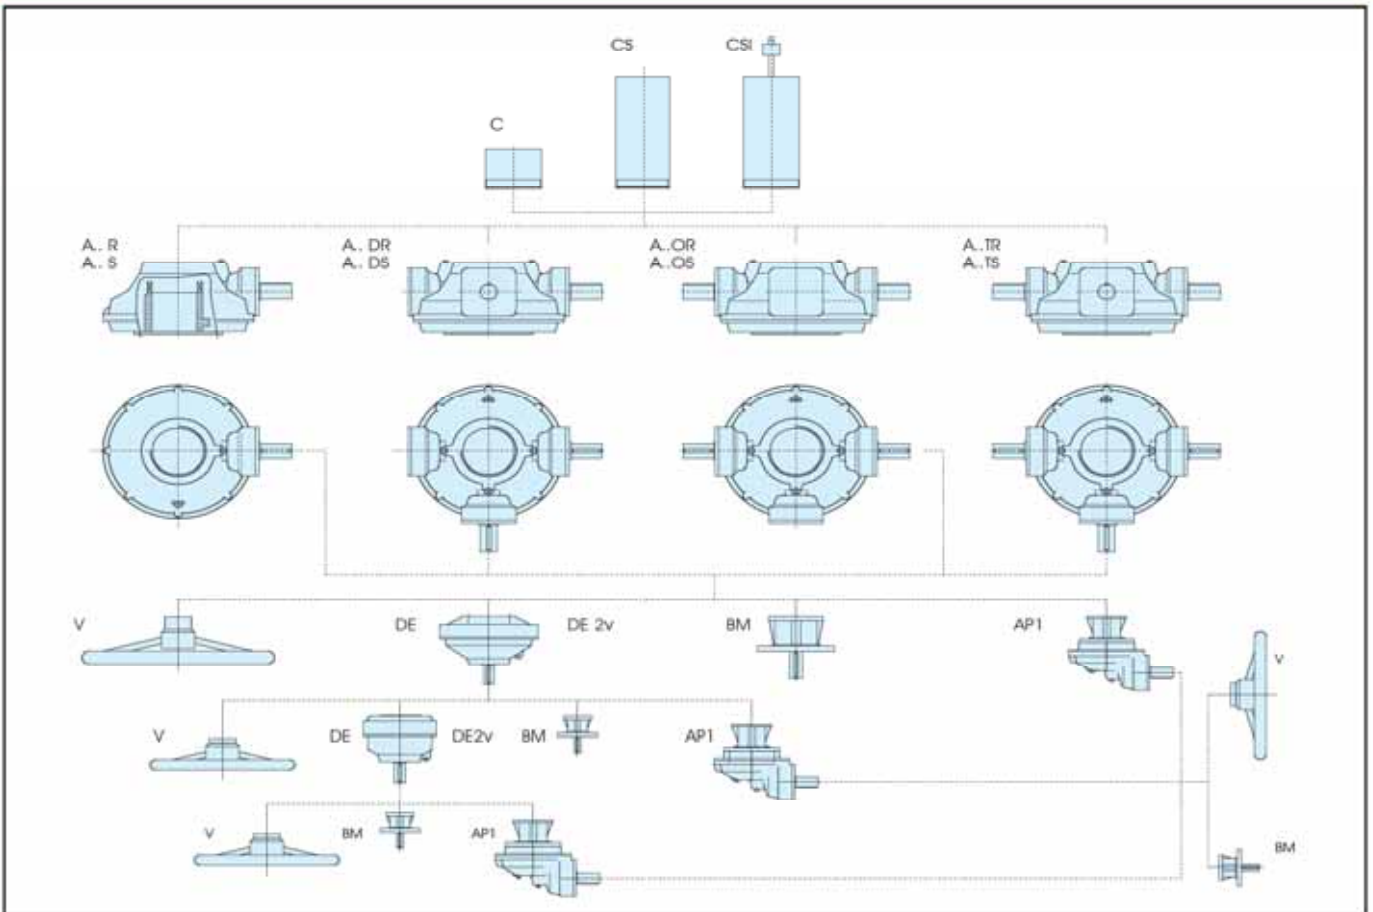 CS
CSI
C
A.. R
A.. S
A.. DR
A.. DS
A..OR
A..OS
A..TR
A..TS
V
DE
DE 2v
BM
AP1
V
V
DE
DE2v
BM
AP1
V
BM
AP1
BM